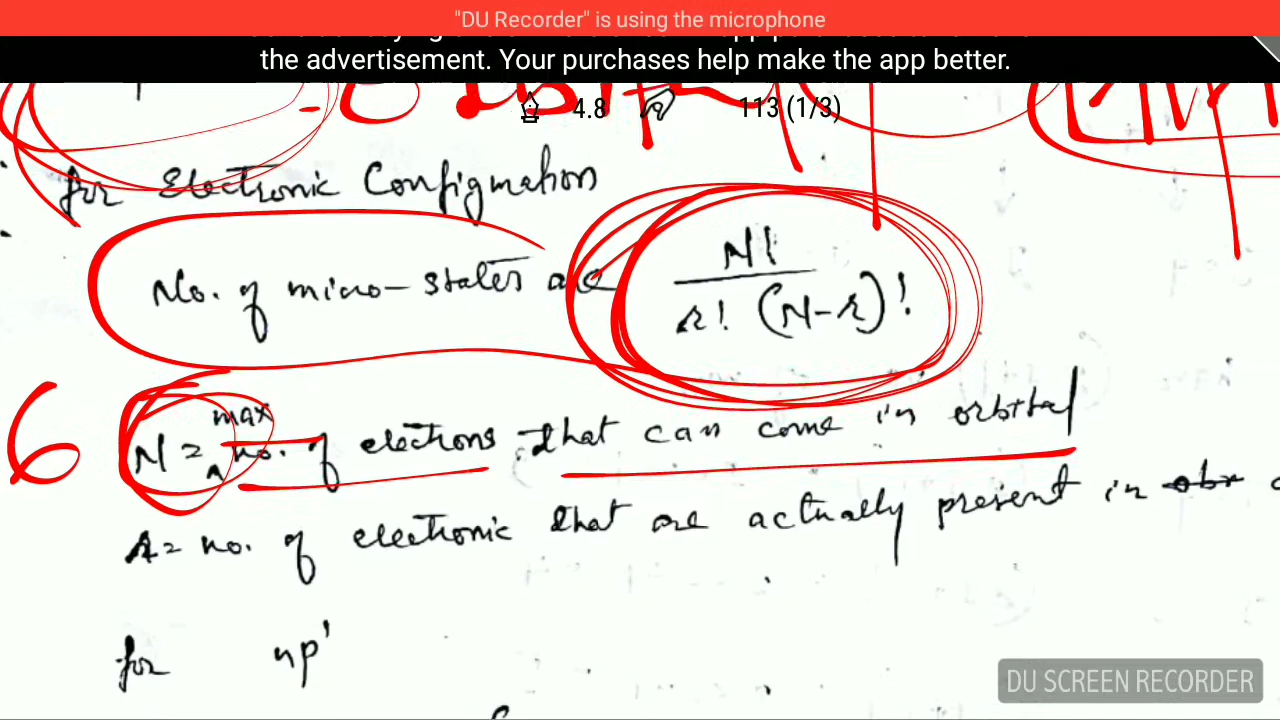 "DU Recorder" is using the microphone
the advertisement. Your purchases help make the app better.
4.8 113 (1/3)
for Electronic Configuration
No. of micro-states are N!
r! (N-r)!
6 N = max no. of electrons that can come in orbital
r = no. of electronic that are actually present in
for np'
DU SCREEN RECORDER